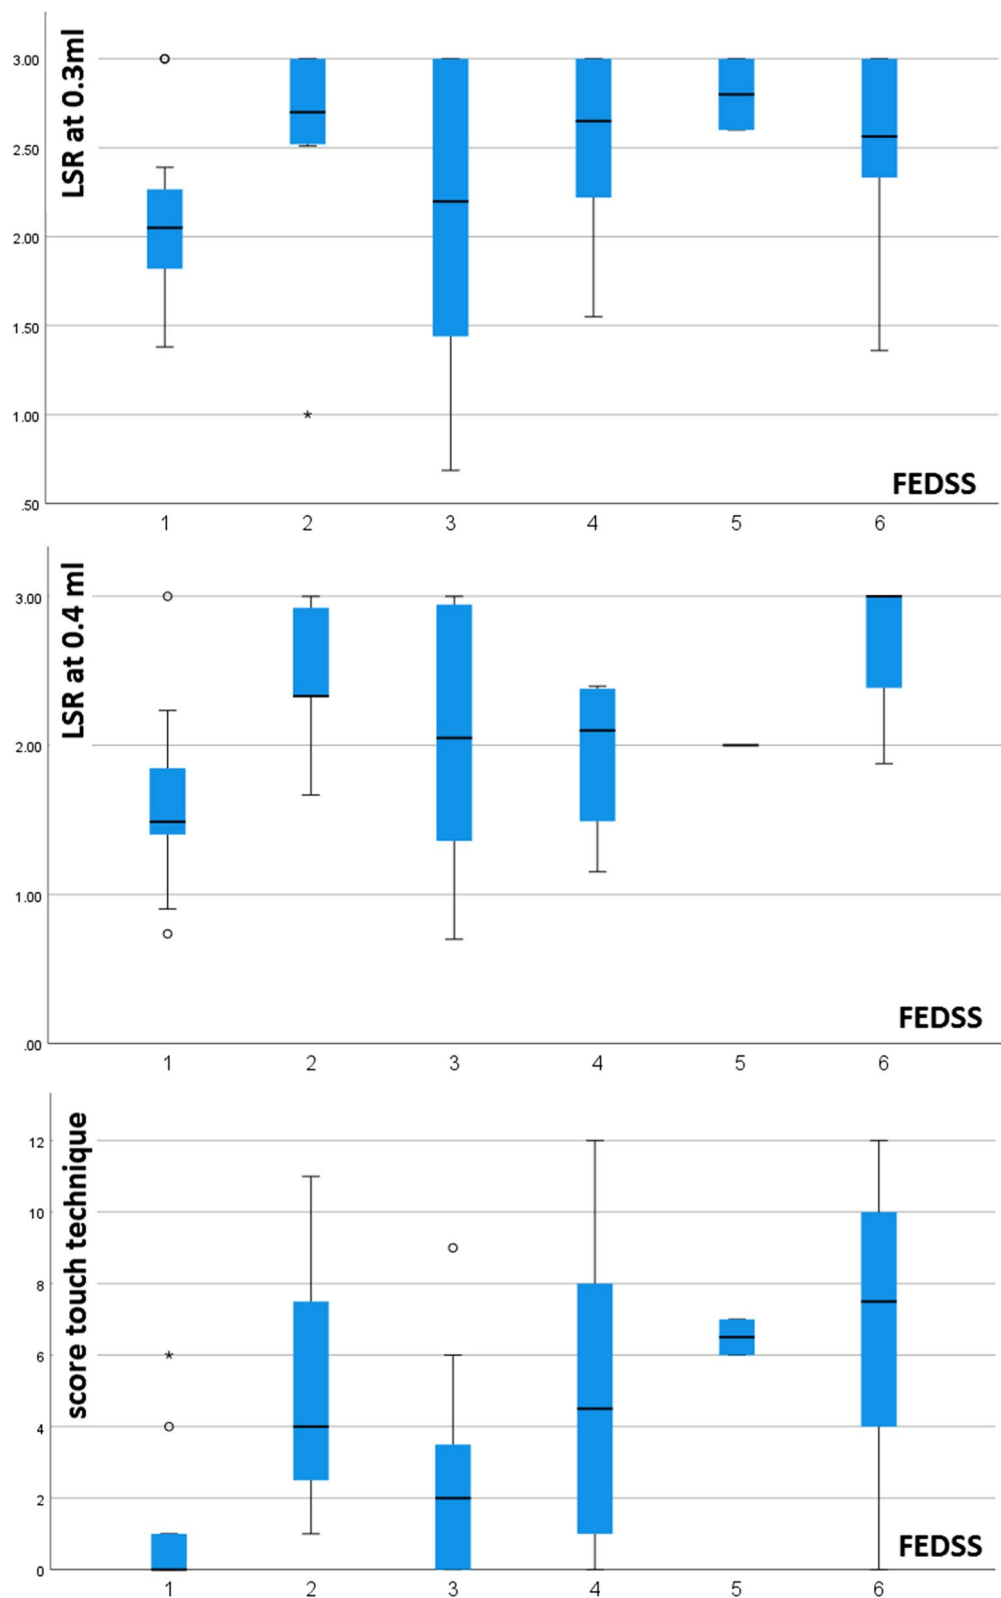 LSR at 0.3ml
3.00
2.50
2.00
1.50
1.00
.50
FEDSS
1 2 3 4 5 6
LSR at 0.4 ml
3.00
2.00
1.00
.00
FEDSS
1 2 3 4 5 6
score touch technique
12
10
8
6
4
2
0
FEDSS
1 2 3 4 5 6